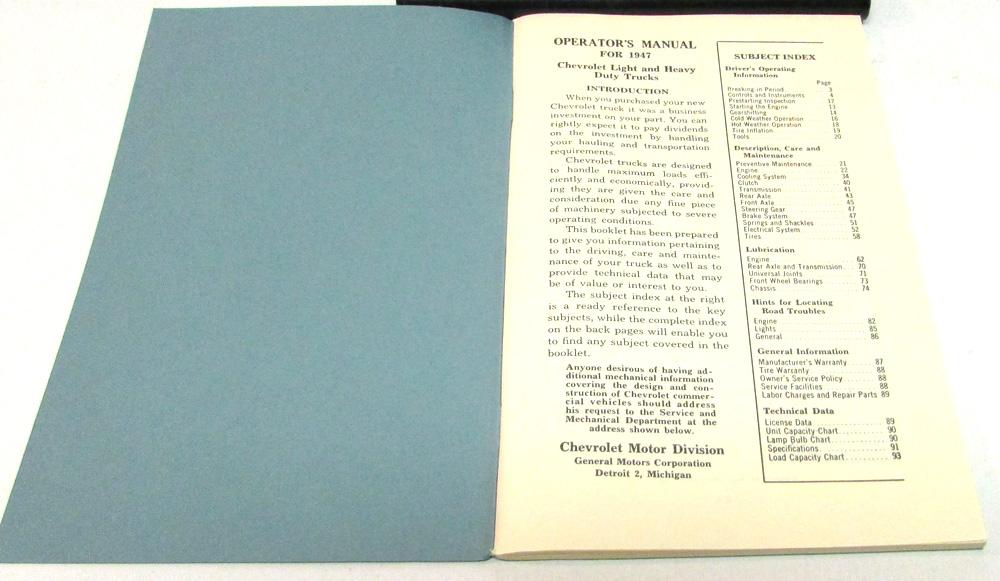 OPERATOR'S MANUAL
FOR 1947
Chevrolet Light and Heavy
Duty Trucks
INTRODUCTION
When you purchased your new
Chevrolet truck it was a business
investment on your part. You can
rightly expect it to pay dividends
on the investment by handling
your hauling and transportation
requirements.
Chevrolet trucks are designed
to handle maximum loads effi-
ciently and economically, provid-
ing they are given the care and
consideration due any fine piece
of machinery subjected to severe
operating conditions.
This booklet has been prepared
to give you information pertaining
to the driving, care and mainte-
nance of your truck as well as to
provide technical data that may
be of value or interest to you.
The subject index at the right
is a ready reference to the key
subjects, while the complete index
on the back pages will enable you
to find any subject covered in the
booklet.
Anyone desirous of having ad-
ditional mechanical information
covering the design and con-
struction of Chevrolet commer-
cial vehicles should address
his request to the Service and
Mechanical Department at the
address shown below.
Chevrolet Motor Division
General Motors Corporation
Detroit 2, Michigan
SUBJECT INDEX
Driver's Operating
Information
Page
Breaking in Period 3
Controls and Instruments 4
Prestarting Inspection 12
Starting the Engine 13
Gearshifting 14
Cold Weather Operation 16
Hot Weather Operation 18
Tire Inflation 19
Tools 20
Description, Care and
Maintenance
Preventive Maintenance 21
Engine 22
Cooling System 34
Clutch 40
Transmission 41
Rear Axle 43
Front Axle 45
Steering Gear 47
Brake System 47
Springs and Shackles 51
Electrical System 52
Tires 58
Lubrication
Engine 62
Rear Axle and Transmission 70
Universal Joints 71
Front Wheel Bearings 73
Chassis 74
Hints for Locating
Road Troubles
Engine 82
Lights 85
General 86
General Information
Manufacturer's Warranty 87
Tire Warranty 88
Owner's Service Policy 88
Service Facilities 88
Labor Charges and Repair Parts 89
Technical Data
License Data 89
Unit Capacity Chart 90
Lamp Bulb Chart 90
Specifications 91
Load Capacity Chart 93